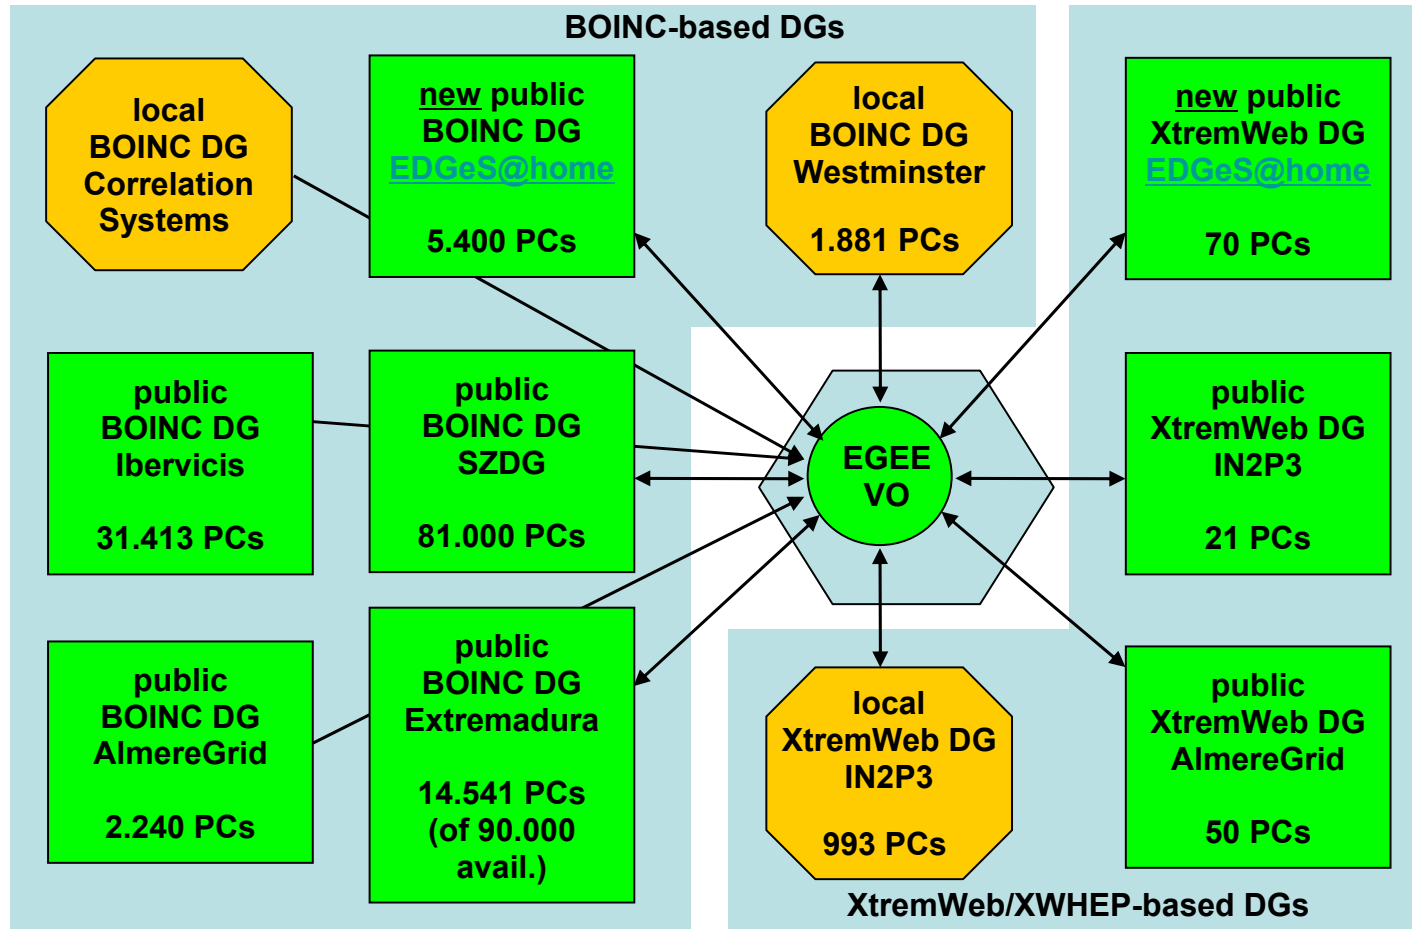 BOINC-based DGs
local
BOINC DG
Correlation
Systems
new public
BOINC DG
EDGeS@home
5.400 PCs
local
BOINC DG
Westminster
1.881 PCs
new public
XtremWeb DG
EDGeS@home
70 PCs
public
BOINC DG
Ibervicis
31.413 PCs
public
BOINC DG
SZDG
81.000 PCs
EGEE
VO
public
XtremWeb DG
IN2P3
21 PCs
public
BOINC DG
AlmereGrid
2.240 PCs
public
BOINC DG
Extremadura
14.541 PCs
(of 90.000
avail.)
local
XtremWeb DG
IN2P3
993 PCs
public
XtremWeb DG
AlmereGrid
50 PCs
XtremWeb/XWHEP-based DGs